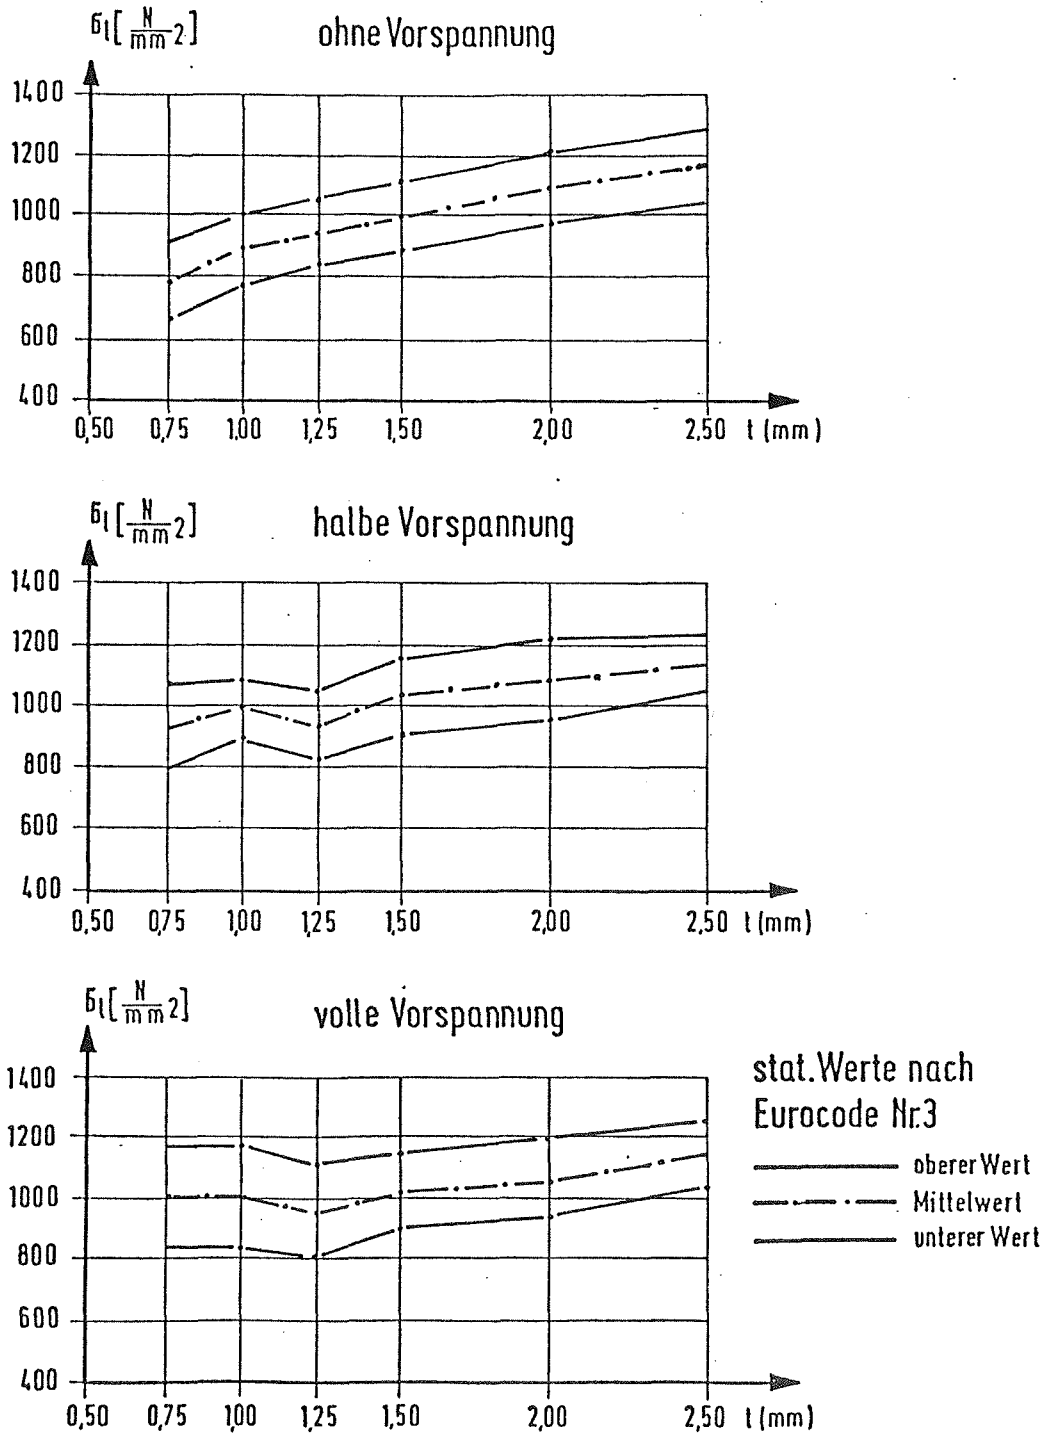 σl [N/mm2] ohne Vorspannung
1400
1200
1000
800
600
400
0,50 0,75 1,00 1,25 1,50 2,00 2,50 t (mm)
σl [N/mm2] halbe Vorspannung
1400
1200
1000
800
600
400
0,50 0,75 1,00 1,25 1,50 2,00 2,50 t (mm)
σl [N/mm2] volle Vorspannung
1400
1200
1000
800
600
400
0,50 0,75 1,00 1,25 1,50 2,00 2,50 t (mm)
stat. Werte nach
Eurocode Nr.3
oberer Wert
Mittelwert
unterer Wert